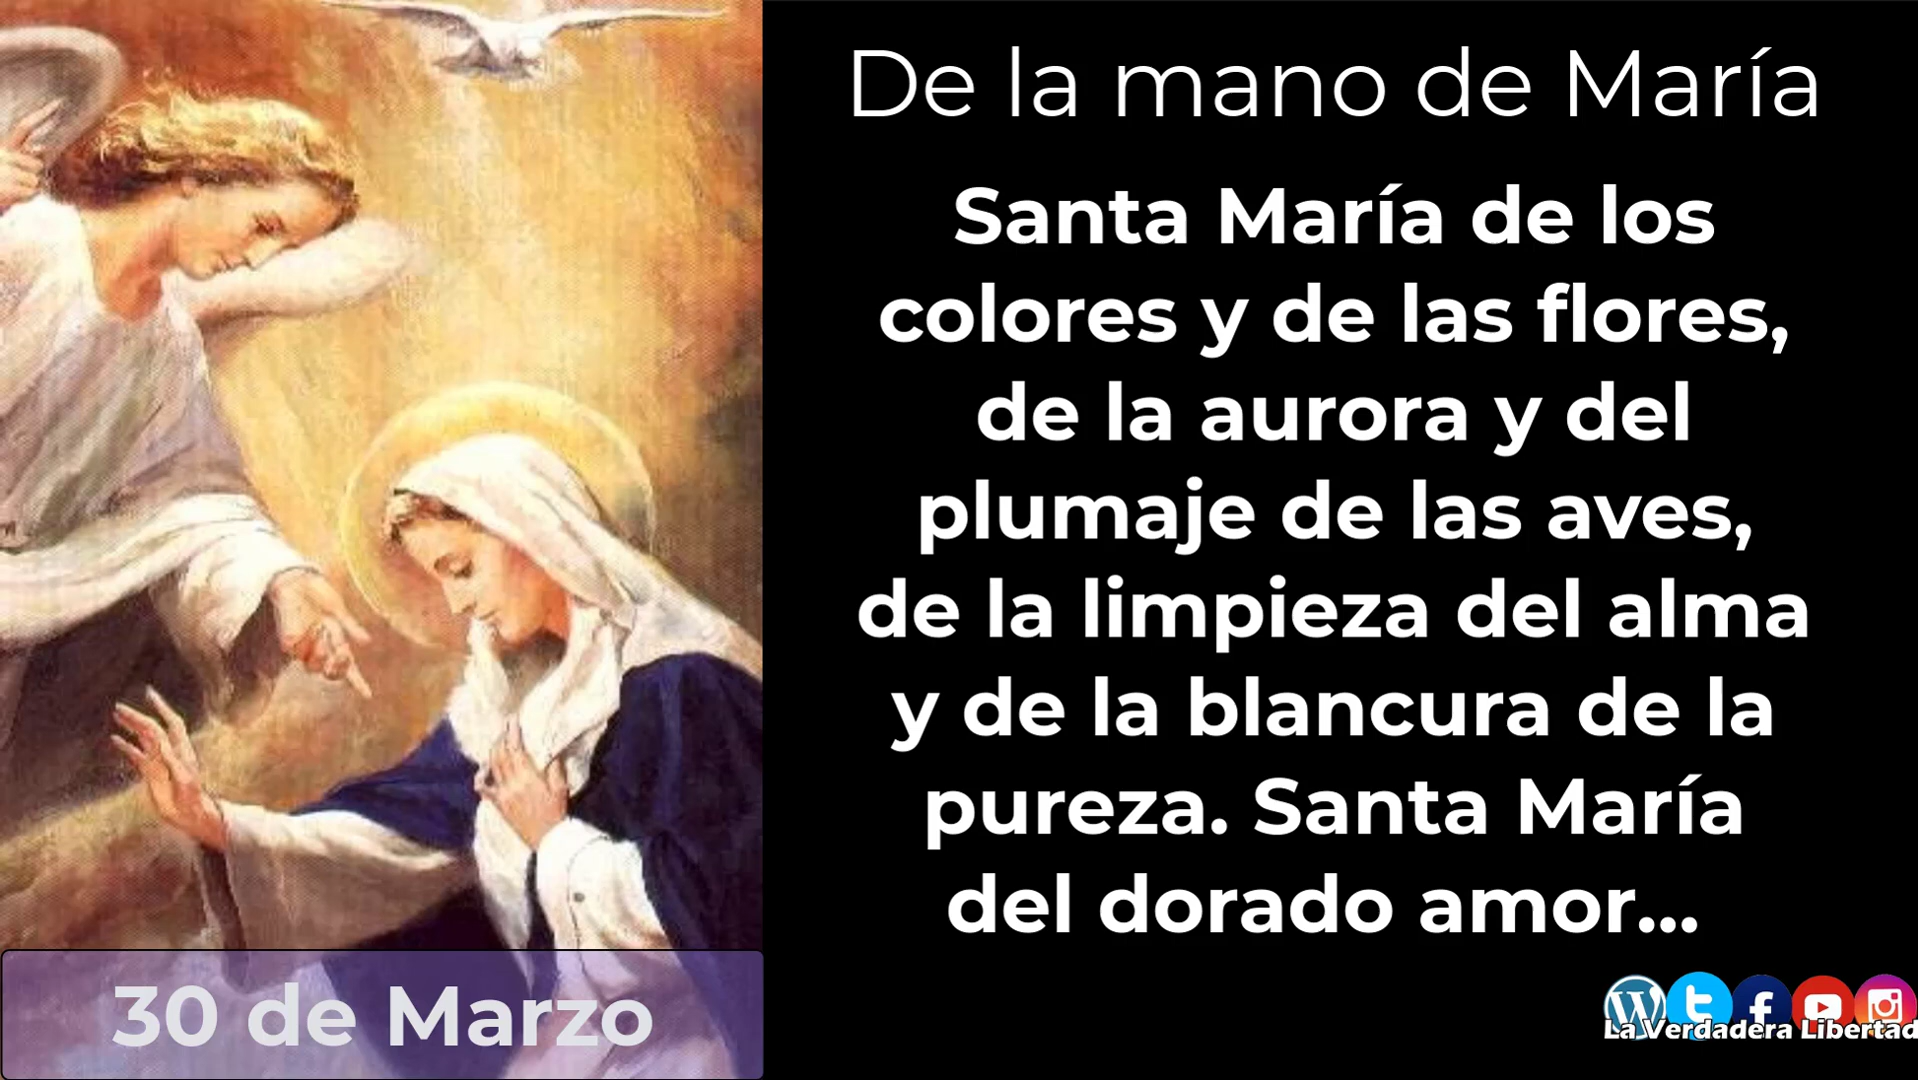 De la mano de María
Santa María de los
colores y de las flores,
de la aurora y del
plumaje de las aves,
de la limpieza del alma
y de la blancura de la
pureza. Santa María
del dorado amor...
30 de Marzo
La Verdadera Libertad